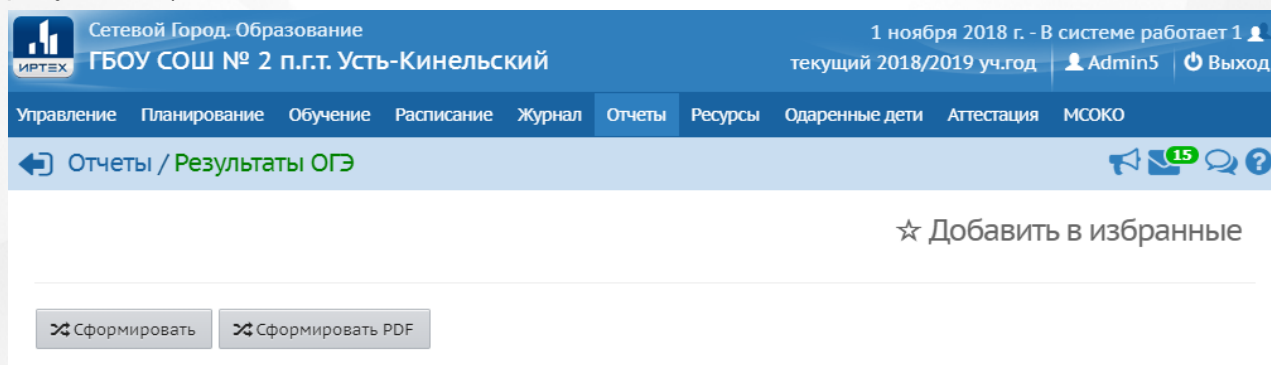 Сетевой Город. Образование
1 ноября 2018 г. - В системе работает 1
ИРТЕХ
ГБОУ СОШ № 2 п.г.т. Усть-Кинельский
текущий 2018/2019 уч.год Admin5 Выход
Управление Планирование Обучение Расписание Журнал Отчеты Ресурсы Одаренные дети Аттестация МСОКО
Отчеты / Результаты ОГЭ 15
☆ Добавить в избранные
Сформировать Сформировать PDF